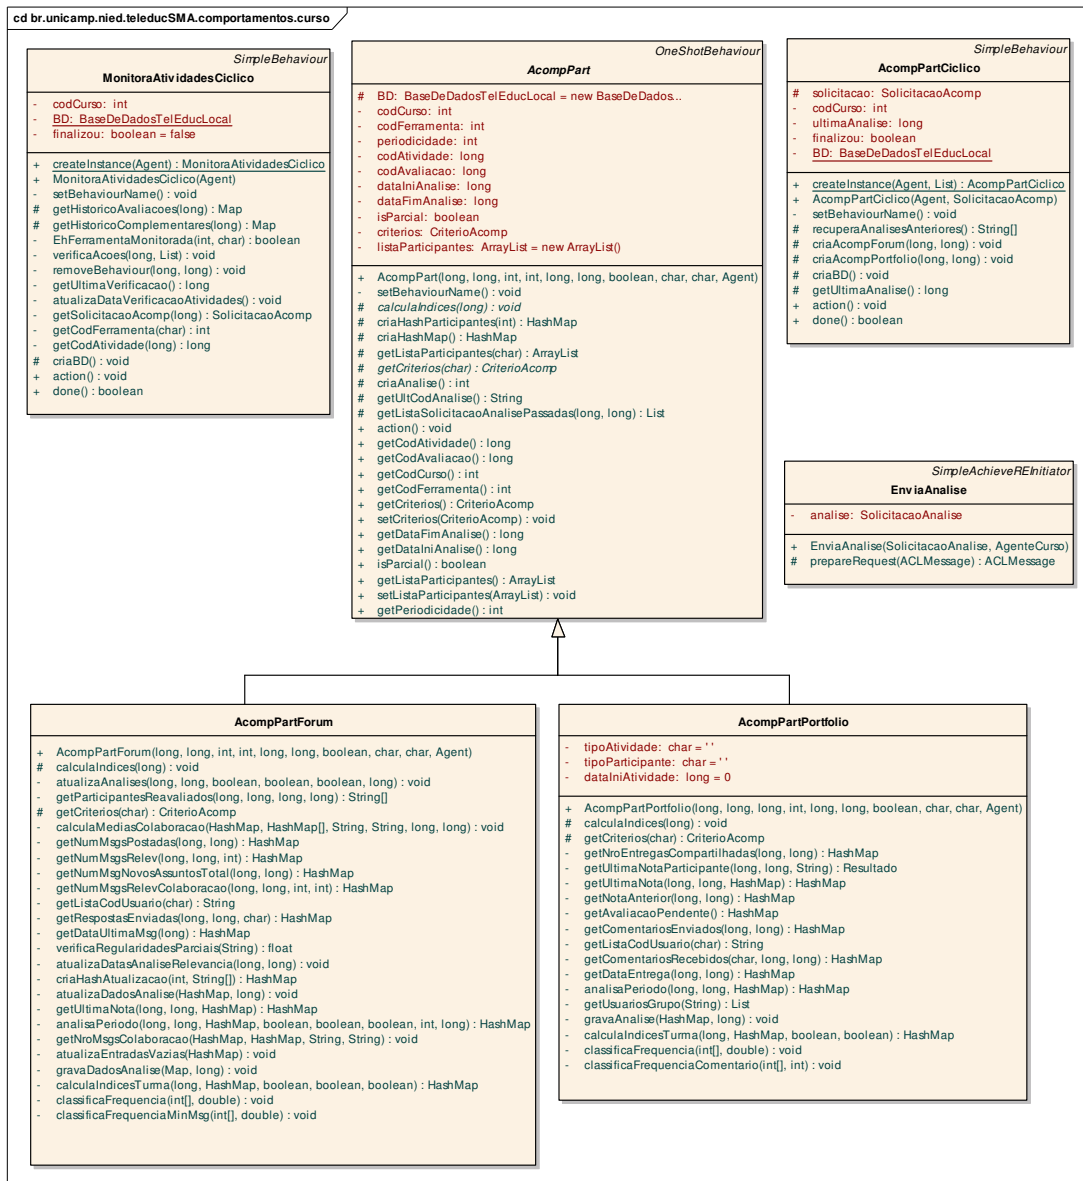 cd br.unicamp.nied.teleducSMA.comportamentos.curso
SimpleBehaviour
MonitoraAtividadesCiclico
- codCurso: int
- BD: BaseDeDadosTelEducLocal
- finalizou: boolean = false
+ createInstance(Agent) : MonitoraAtividadesCiclico
+ MonitoraAtividadesCiclico(Agent)
- setBehaviourName() : void
# getHistoricoAvaliacoes(long) : Map
# getHistoricoComplementares(long) : Map
- EhFerramentaMonitorada(int, char) : boolean
- verificaAcoes(long, List) : void
- removeBehaviour(long, long) : void
- getUltimaVerificacao() : long
- atualizaDataVerificacaoAtividades() : void
- getSolicitacaoAcomp(long) : SolicitacaoAcomp
- getCodFerramenta(char) : int
- getCodAtividade(long) : long
# criaBD() : void
+ action() : void
+ done() : boolean
OneShotBehaviour
AcompPart
# BD: BaseDeDadosTelEducLocal = new BaseDeDados...
- codCurso: int
- codFerramenta: int
- periodicidade: int
- codAtividade: long
- codAvaliacao: long
- dataIniAnalise: long
- dataFimAnalise: long
- isParcial: boolean
- criterios: CriterioAcomp
- listaParticipantes: ArrayList = new ArrayList()
+ AcompPart(long, long, int, int, long, long, boolean, char, char, Agent)
- setBehaviourName() : void
# calculaIndices(long) : void
# criaHashParticipantes(int) : HashMap
# criaHashMap() : HashMap
# getListaParticipantes(char) : ArrayList
# getCriterios(char) : CriterioAcomp
# criaAnalise() : int
# getUltCodAnalise() : String
# getListaSolicitacaoAnalisePassadas(long, long) : List
+ action() : void
+ getCodAtividade() : long
+ getCodAvaliacao() : long
+ getCodCurso() : int
+ getCodFerramenta() : int
+ getCriterios() : CriterioAcomp
+ setCriterios(CriterioAcomp) : void
+ getDataFimAnalise() : long
+ getDataIniAnalise() : long
+ isParcial() : boolean
+ getListaParticipantes() : ArrayList
+ setListaParticipantes(ArrayList) : void
+ getPeriodicidade() : int
SimpleBehaviour
AcompPartCiclico
# solicitacao: SolicitacaoAcomp
- codCurso: int
- ultimaAnalise: long
- finalizou: boolean
- BD: BaseDeDadosTelEducLocal
+ createInstance(Agent, List) : AcompPartCiclico
+ AcompPartCiclico(Agent, SolicitacaoAcomp)
- setBehaviourName() : void
# recuperaAnalisesAnteriores() : String[]
# criaAcompForum(long, long) : void
# criaAcompPortfolio(long, long) : void
# criaBD() : void
# getUltimaAnalise() : long
+ action() : void
+ done() : boolean
SimpleAchieveREInitiator
EnviaAnalise
- analise: SolicitacaoAnalise
+ EnviaAnalise(SolicitacaoAnalise, AgenteCurso)
# prepareRequest(ACLMessage) : ACLMessage
AcompPartForum
+ AcompPartForum(long, long, int, int, long, long, boolean, char, char, Agent)
# calculaIndices(long) : void
- atualizaAnalises(long, long, boolean, boolean, boolean, long) : void
- getParticipantesReavaliados(long, long, long, long) : String[]
# getCriterios(char) : CriterioAcomp
- calculaMediasColaboracao(HashMap, HashMap[], String, String, long, long) : void
- getNumMsgsPostadas(long, long) : HashMap
- getNumMsgsRelev(long, long, int) : HashMap
- getNumMsgNovosAssuntosTotal(long, long) : HashMap
- getNumMsgsRelevColaboracao(long, long, int, int) : HashMap
- getListaCodUsuario(char) : String
- getRespostasEnviadas(long, long, char) : HashMap
- getDataUltimaMsg(long) : HashMap
- verificaRegularidadesParciais(String) : float
- atualizaDatasAnaliseRelevancia(long, long) : void
- criaHashAtualizacao(int, String[]) : HashMap
- atualizaDadosAnalise(HashMap, long) : void
- getUltimaNota(long, long, HashMap) : HashMap
- analisaPeriodo(long, long, HashMap, boolean, boolean, boolean, int, long) : HashMap
- getNroMsgsColaboracao(HashMap, HashMap, String, String) : void
- atualizaEntradasVazias(HashMap) : void
- gravaDadosAnalise(Map, long) : void
- calculaIndicesTurma(long, HashMap, boolean, boolean, boolean) : HashMap
- classificaFrequencia(int[], double) : void
- classificaFrequenciaMinMsg(int[], double) : void
AcompPartPortfolio
- tipoAtividade: char = ' '
- tipoParticipante: char = ' '
- dataIniAtividade: long = 0
+ AcompPartPortfolio(long, long, long, int, long, long, boolean, char, char, Agent)
# calculaIndices(long) : void
# getCriterios(char) : CriterioAcomp
- getNroEntregasCompartilhadas(long, long) : HashMap
- getUltimaNotaParticipante(long, long, String) : Resultado
- getUltimaNota(long, long, HashMap) : HashMap
- getNotaAnterior(long, long) : HashMap
- getAvaliacaoPendente() : HashMap
- getComentariosEnviados(long, long) : HashMap
- getListaCodUsuario(char) : String
- getComentariosRecebidos(char, long, long) : HashMap
- getDataEntrega(long, long) : HashMap
- analisaPeriodo(long, long, HashMap) : HashMap
- getUsuariosGrupo(String) : List
- gravaAnalise(HashMap, long) : void
- calculaIndicesTurma(long, HashMap, boolean, boolean) : HashMap
- classificaFrequencia(int[], double) : void
- classificaFrequenciaComentario(int[], int) : void